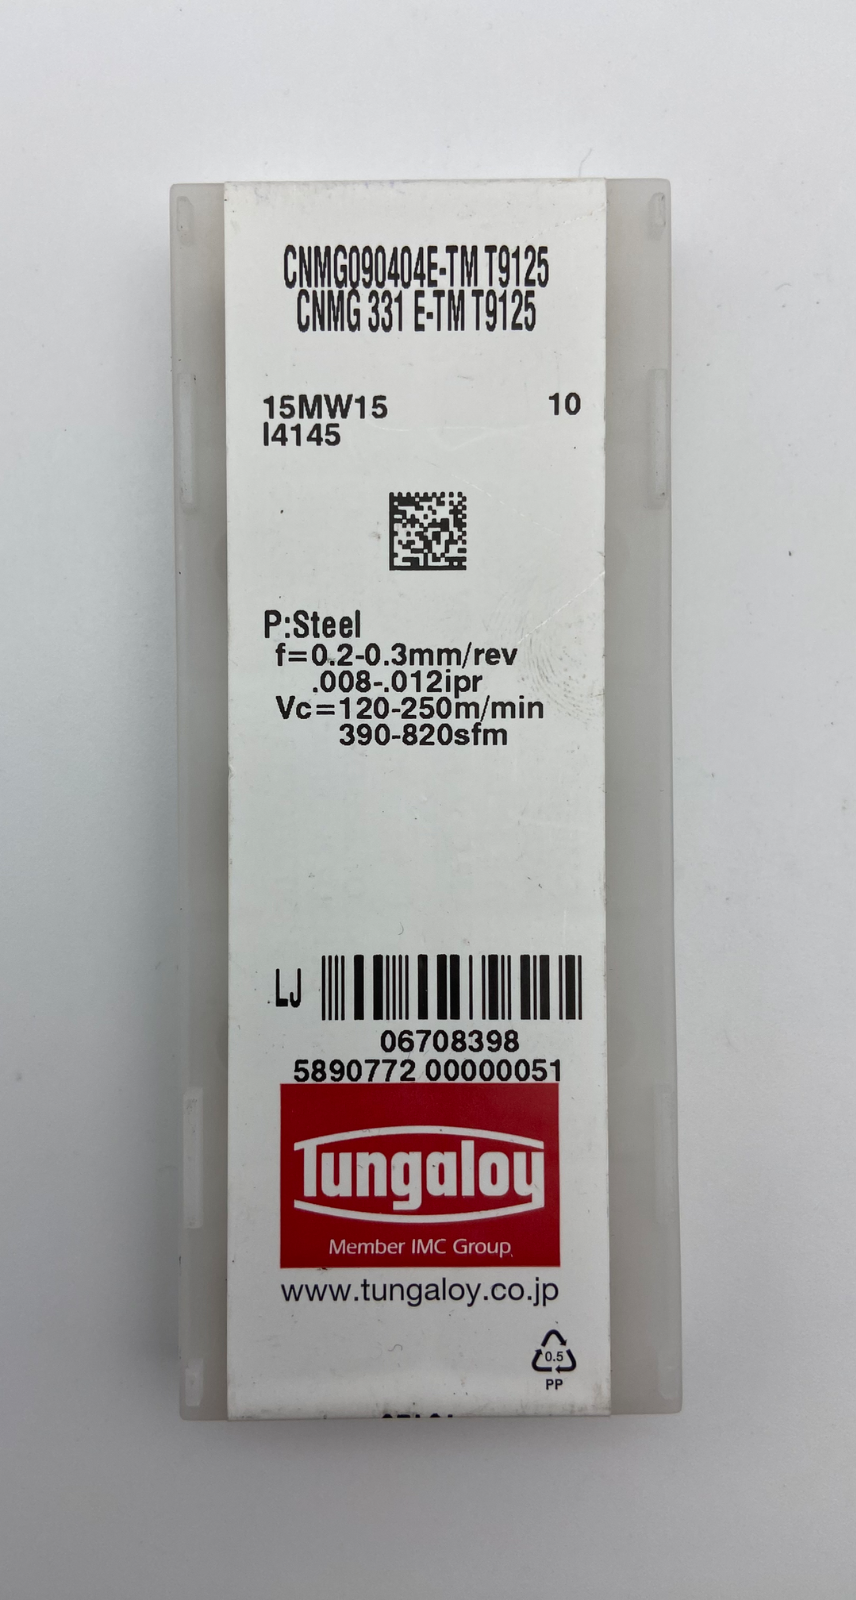 CNMG090404E-TM T9125
CNMG 331 E-TM T9125
15MW15 10
I4145
P:Steel
f=0.2-0.3mm/rev
.008-.012ipr
Vc=120-250m/min
390-820sfm
LJ
06708398
5890772 00000051
Tungaloy
Member IMC Group
www.tungaloy.co.jp
0.5
PP